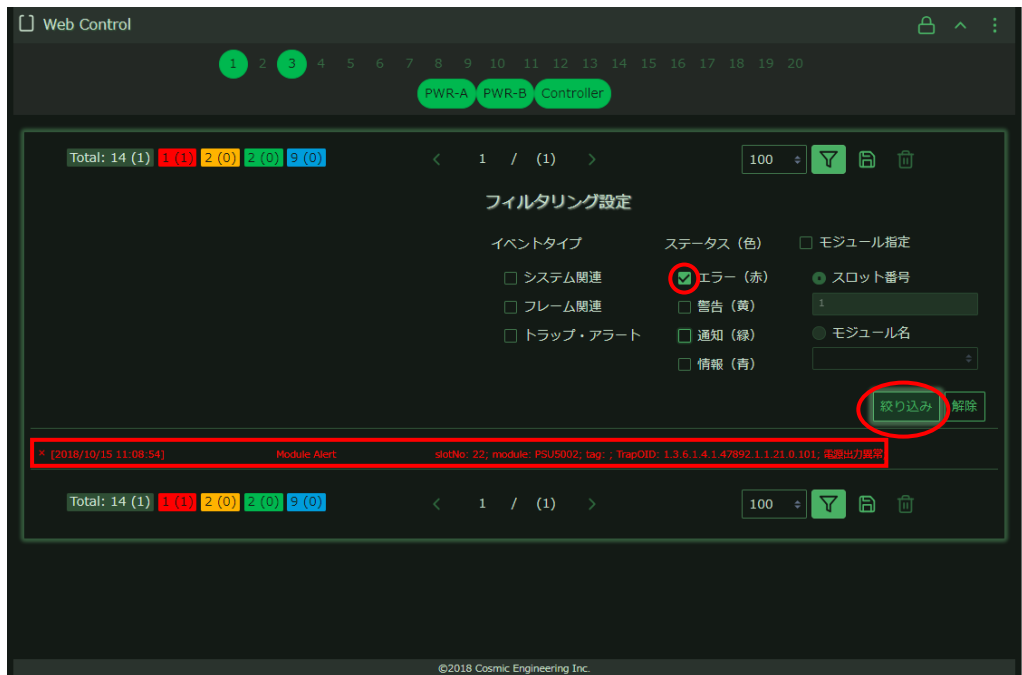 Web Control
1 2 3 4 5 6 7 8 9 10 11 12 13 14 15 16 17 18 19 20
PWR-A PWR-B Controller
Total: 14 (1) 1 (1) 2 (0) 2 (0) 9 (0) < 1 / (1) > 100
フィルタリング設定
イベントタイプ ステータス（色） モジュール指定
システム関連 エラー（赤） スロット番号
フレーム関連 警告（黄） 1
トラップ・アラート 通知（緑） モジュール名
情報（青）
絞り込み 解除
× [2018/10/15 11:08:54] Module Alert slotNo: 22; module: PSU5002; tag: ; TrapOID: 1.3.6.1.4.1.47892.1.1.21.0.101; 電源出力異常
Total: 14 (1) 1 (1) 2 (0) 2 (0) 9 (0) < 1 / (1) > 100
©2018 Cosmic Engineering Inc.